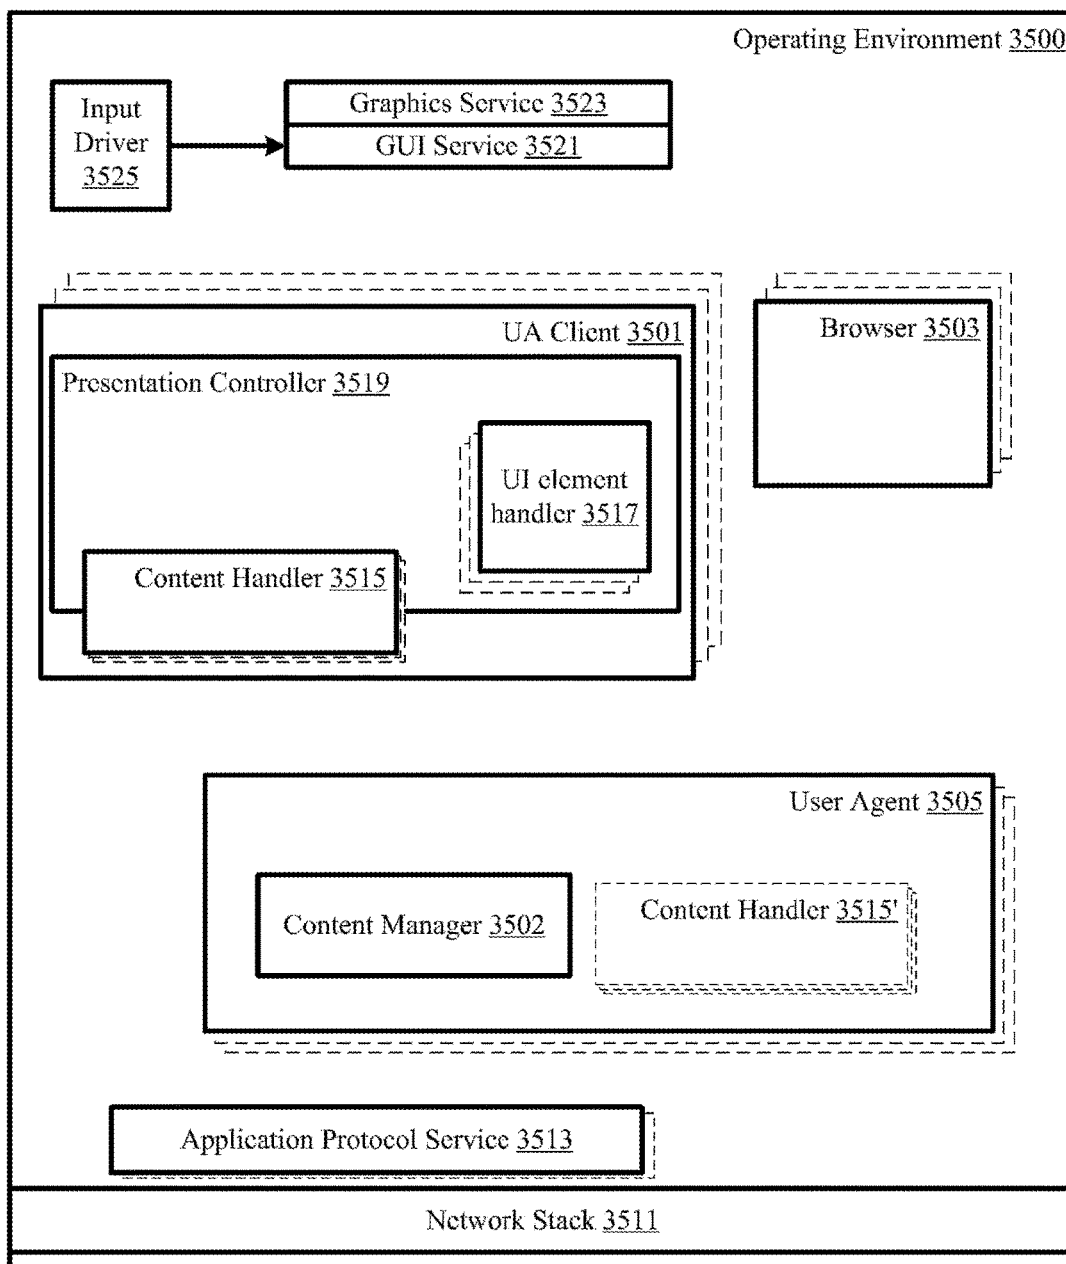 Operating Environment 3500
Input
Driver
3525
Graphics Service 3523
GUI Service 3521
UA Client 3501
Browser 3503
Presentation Controller 3519
UI element
handler 3517
Content Handler 3515
User Agent 3505
Content Manager 3502
Content Handler 3515'
Application Protocol Service 3513
Network Stack 3511